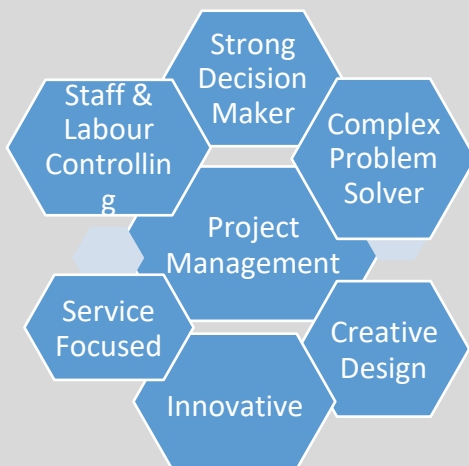 Strong
Decision
Maker
Staff &
Labour
Controllin
g
Complex
Problem
Solver
Project
Management
Service
Focused
Creative
Design
Innovative